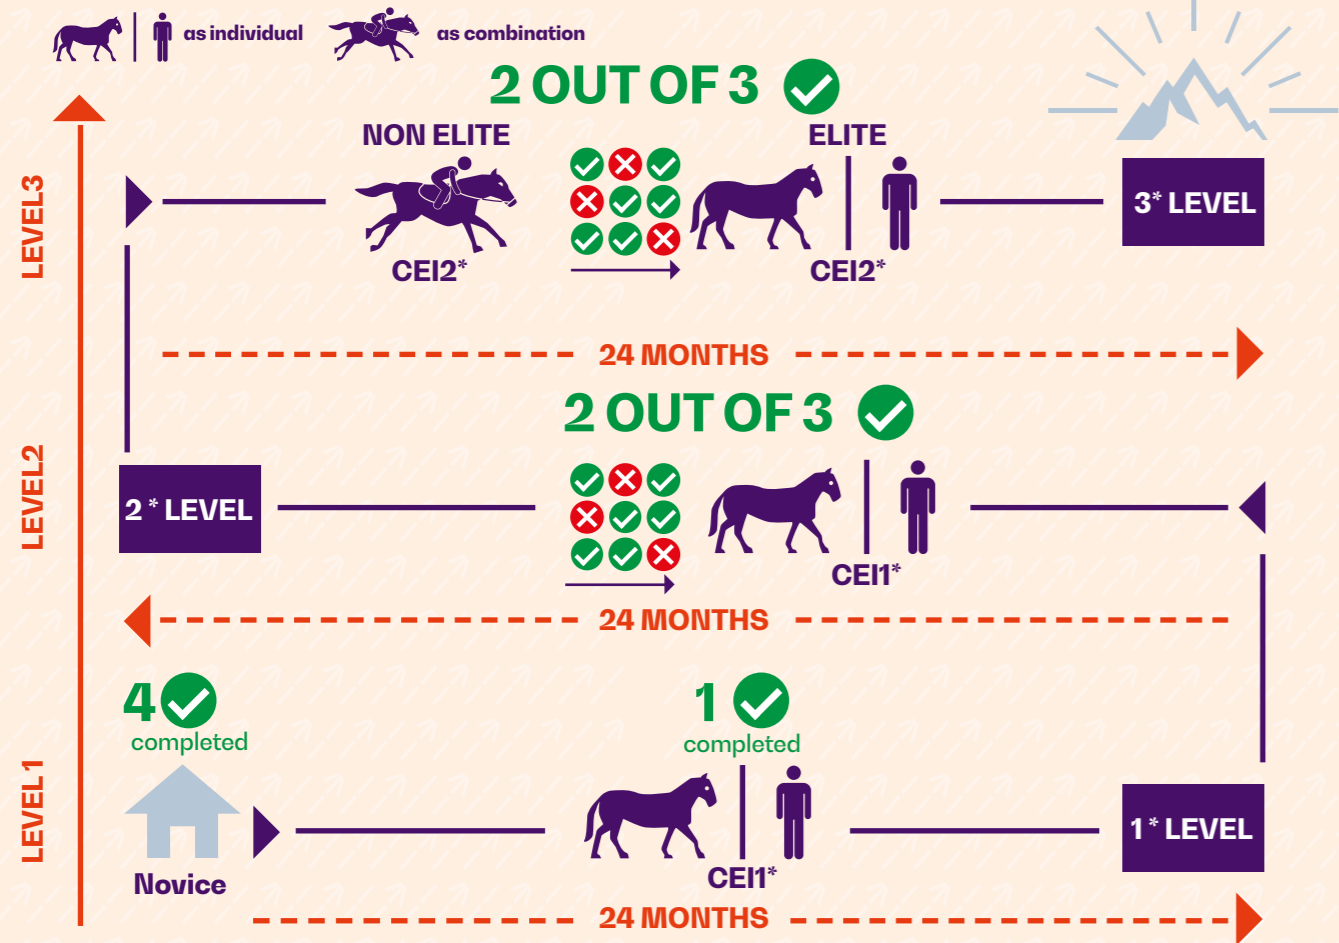 as individual
as combination
2 OUT OF 3
NON ELITE
ELITE
LEVEL3
3* LEVEL
CEI2*
CEI2*
24 MONTHS
2 OUT OF 3
LEVEL2
2 * LEVEL
CEI1*
24 MONTHS
4
completed
1
completed
LEVEL 1
1 * LEVEL
Novice
CEI1*
24 MONTHS